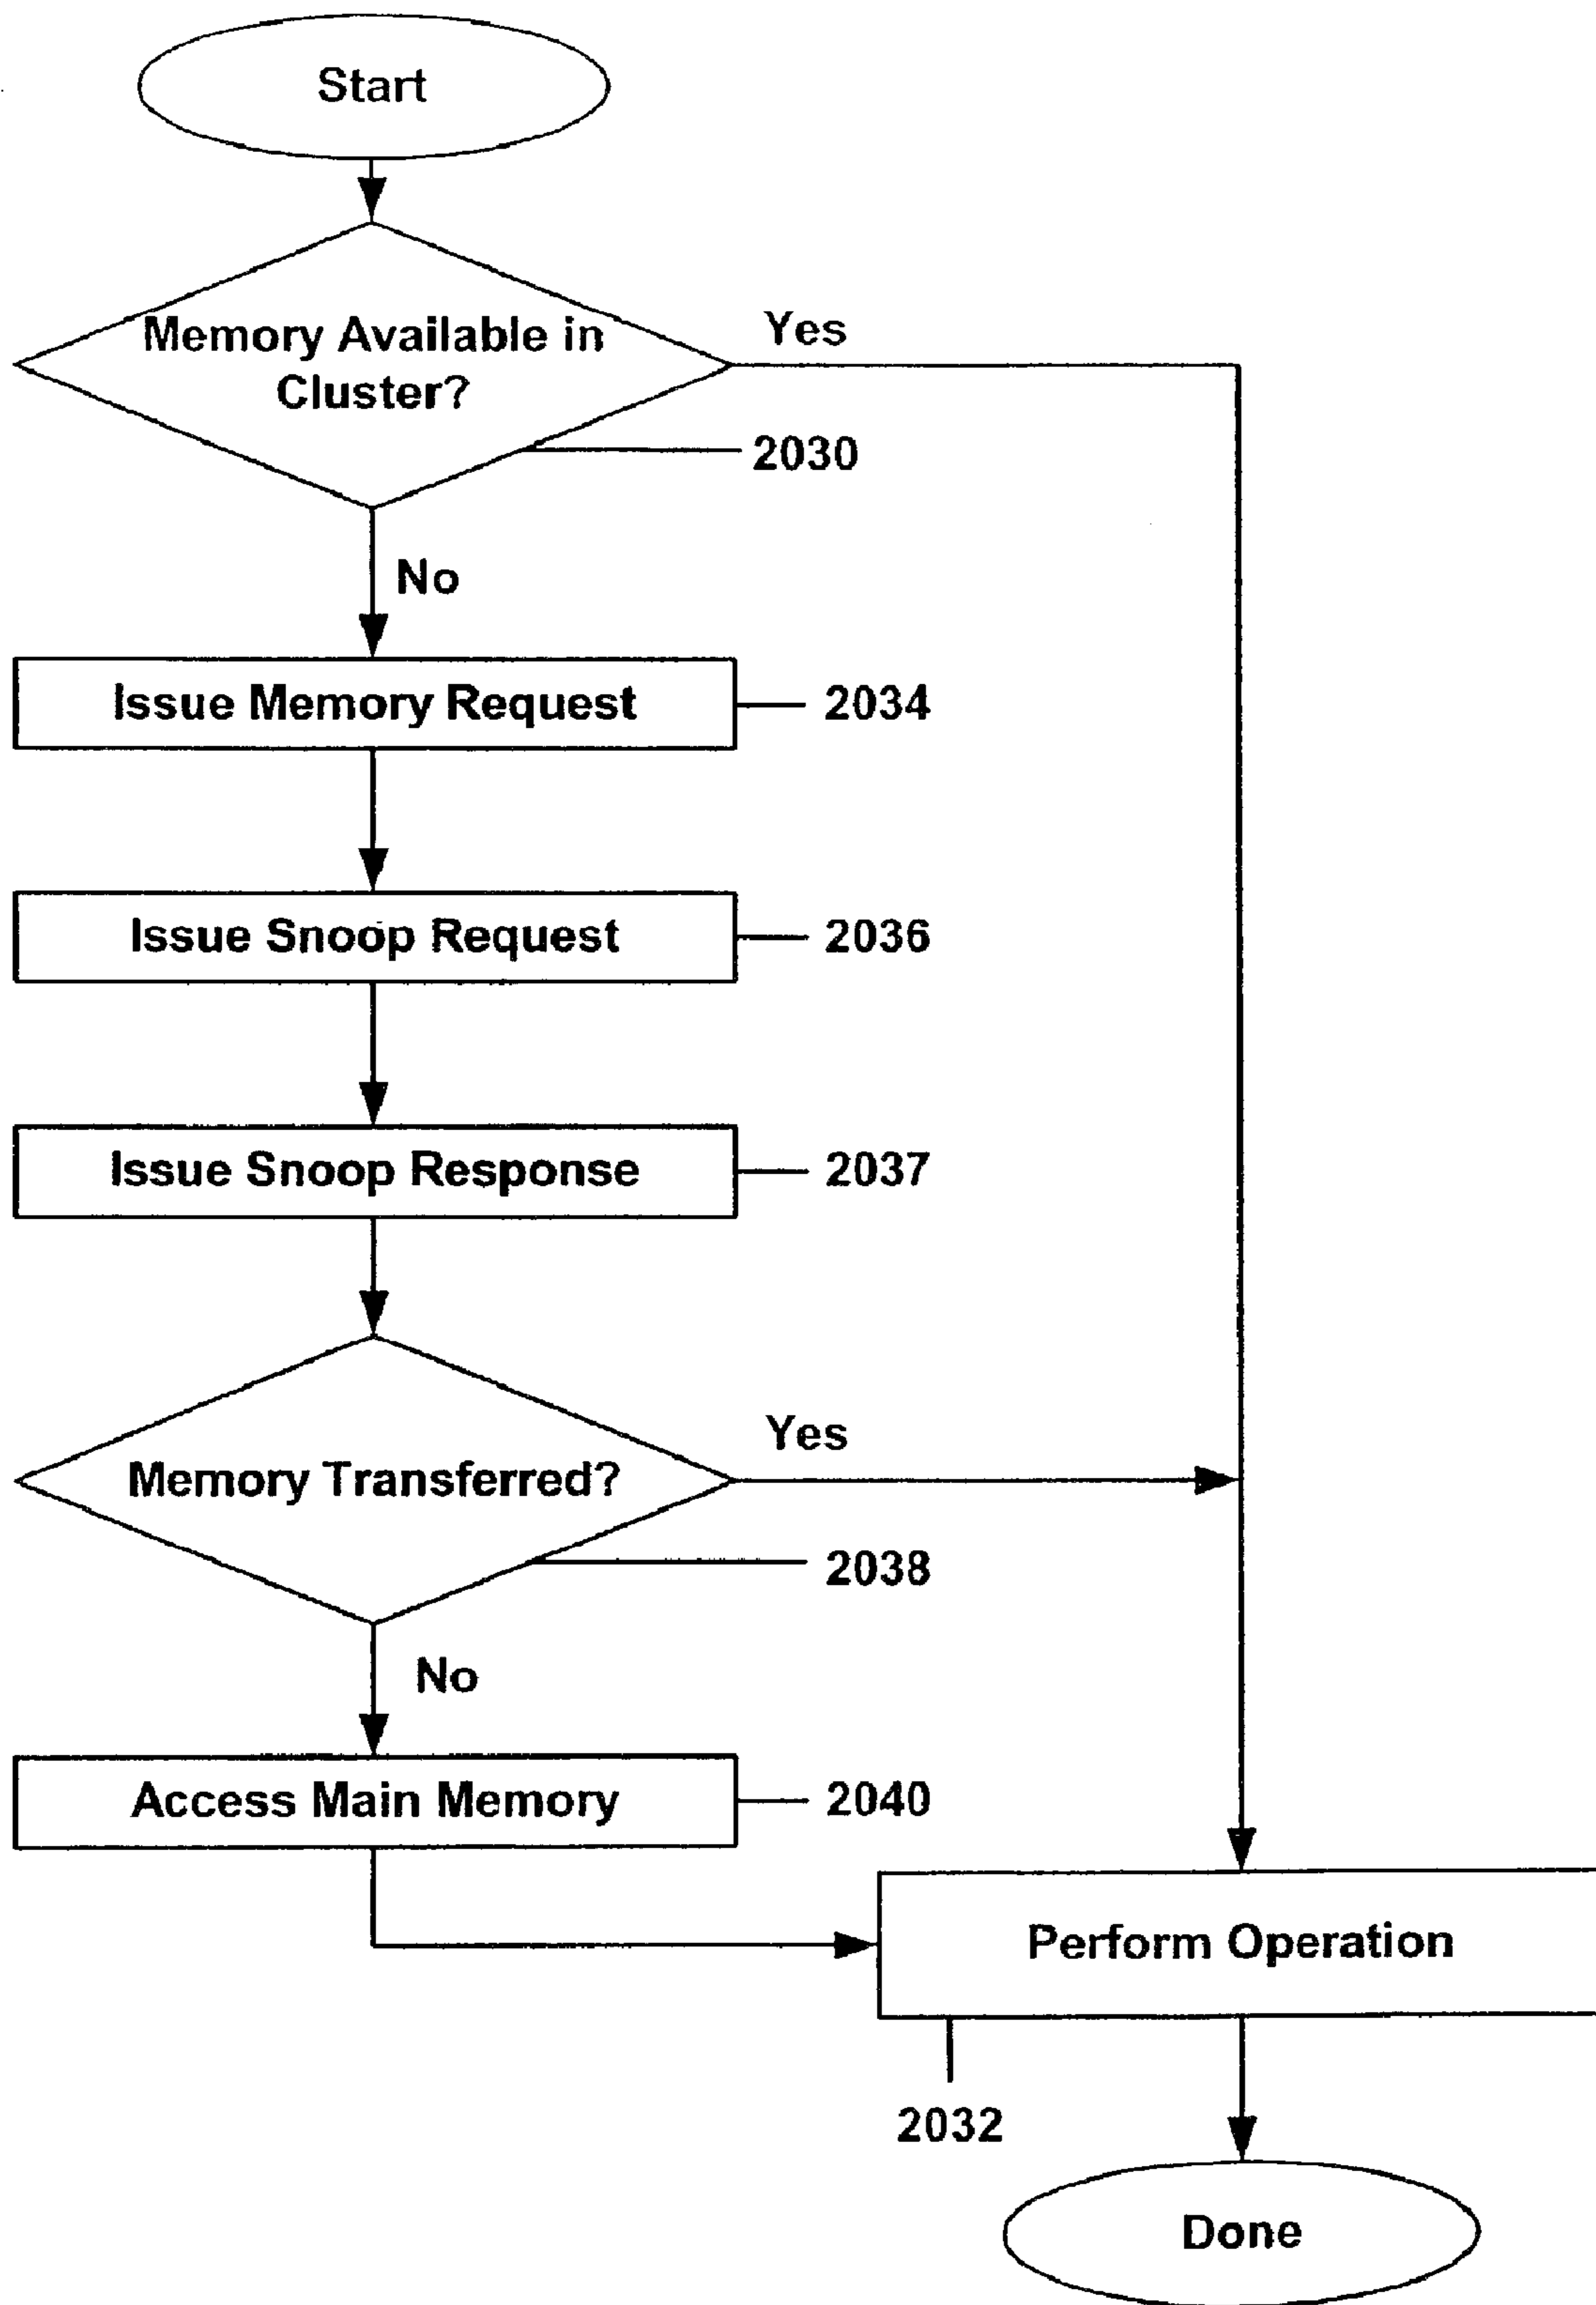 Start
Memory Available in
Cluster?
Yes
2030
No
Issue Memory Request
2034
Issue Snoop Request
2036
Issue Snoop Response
2037
Memory Transferred?
Yes
2038
No
Access Main Memory
2040
Perform Operation
2032
Done